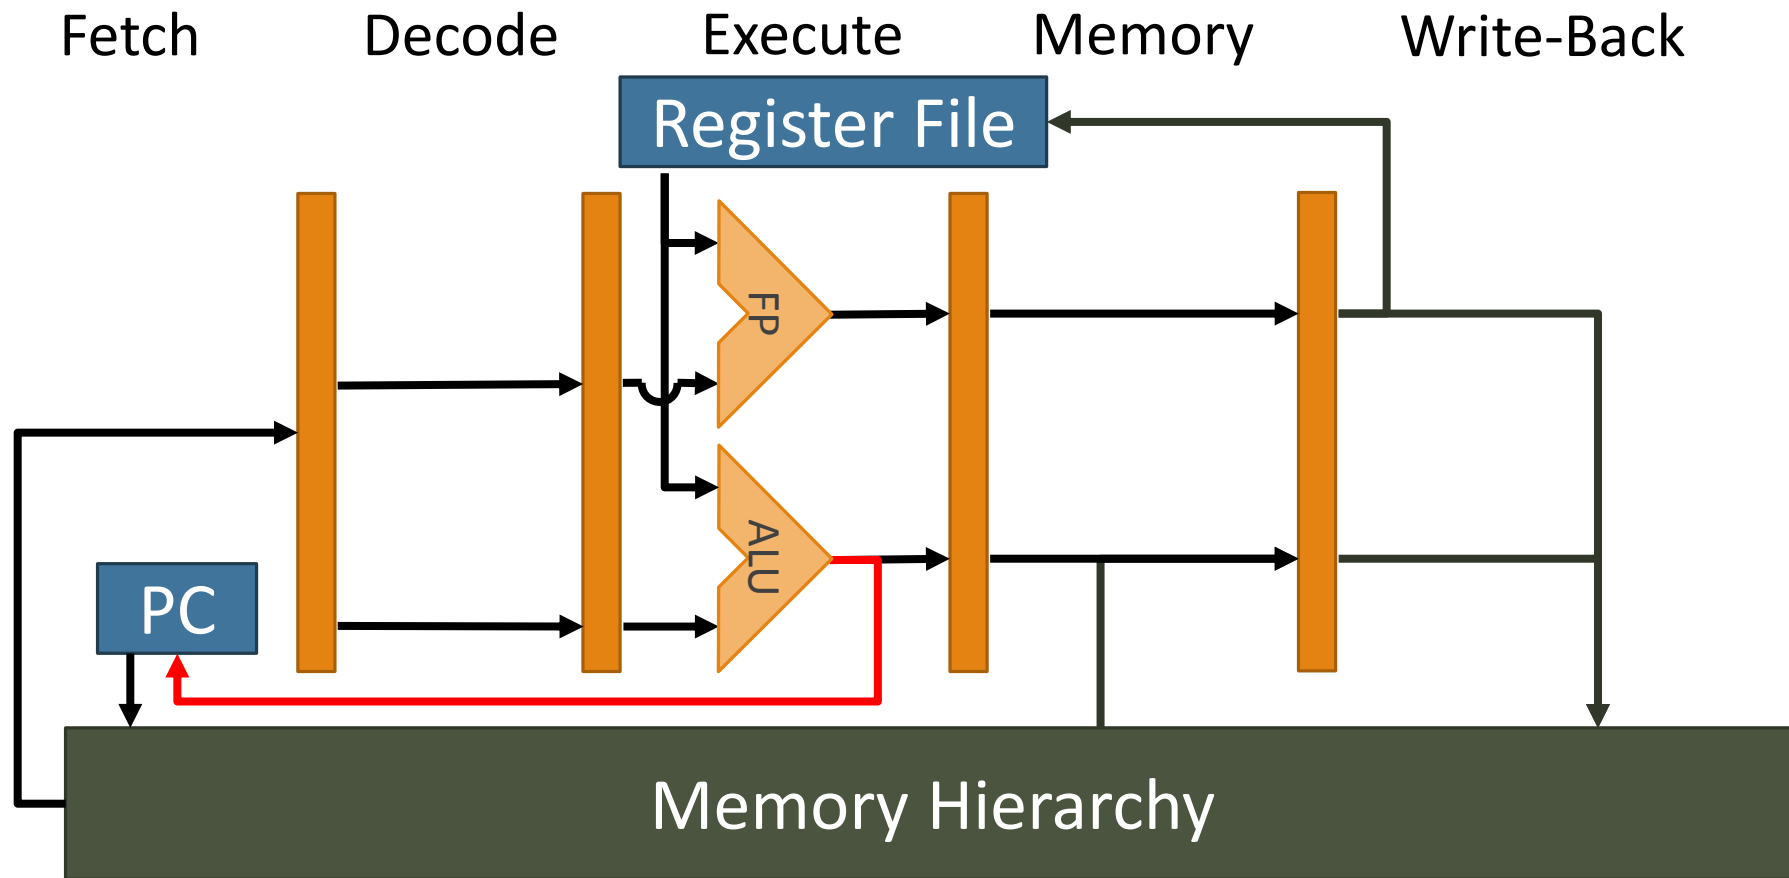 Fetch
Decode
Execute
Memory
Write-Back
Register File
FP
ALU
PC
Memory Hierarchy